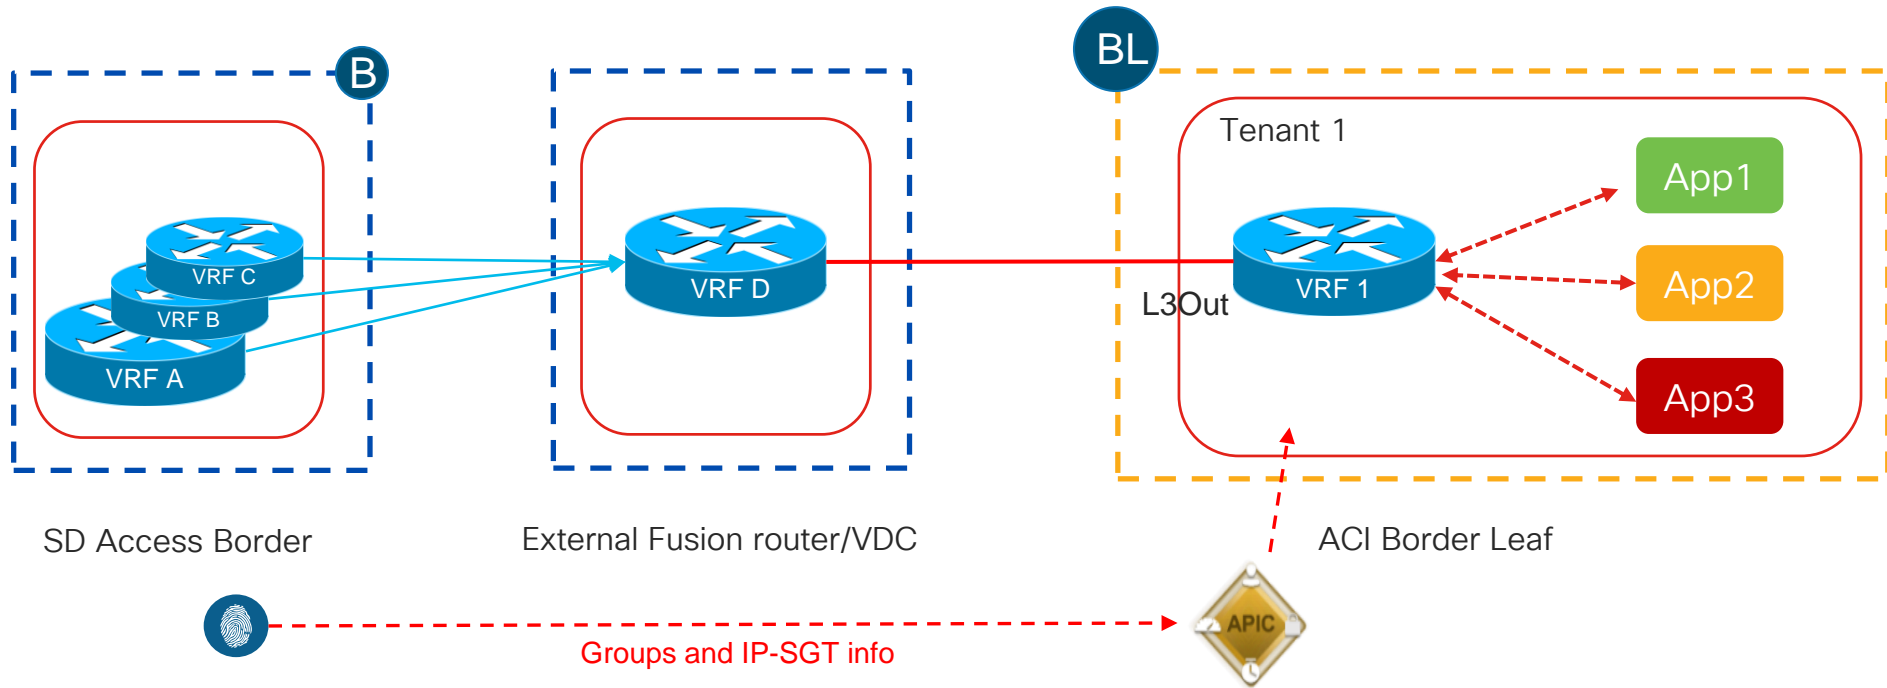 B
BL
Tenant 1
App1
VRF C
VRF B
VRF A
VRF D
VRF 1
L3Out
App2
App3
SD Access Border
External Fusion router/VDC
ACI Border Leaf
APIC
Groups and IP-SGT info